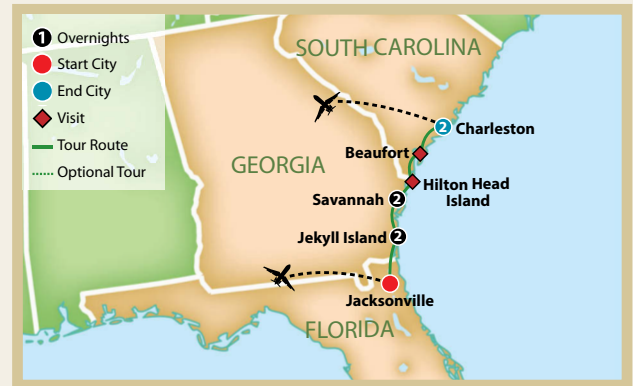 1 Overnights
Start City
End City
Visit
Tour Route
Optional Tour
SOUTH CAROLINA
2 Charleston
Beaufort
GEORGIA
Hilton Head
Island
Savannah 2
Jekyll Island 2
Jacksonville
FLORIDA